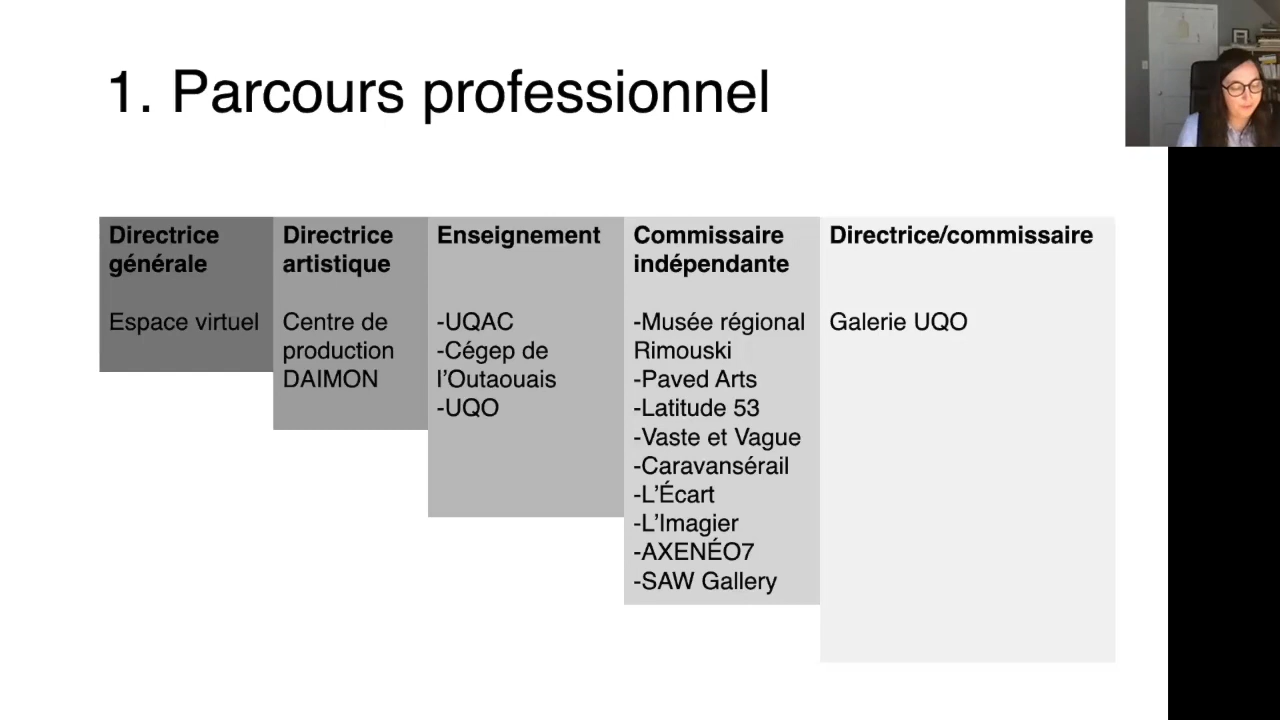 1. Parcours professionnel
Directrice
générale
Espace virtuel
Directrice
artistique
Centre de
production
DAIMON
Enseignement
-UQAC
-Cégep de
l’Outaouais
-UQO
Commissaire
indépendante
-Musée régional
Rimouski
-Paved Arts
-Latitude 53
-Vaste et Vague
-Caravansérail
-L’Écart
-L’Imagier
-AXENÉO7
-SAW Gallery
Directrice/commissaire
Galerie UQO